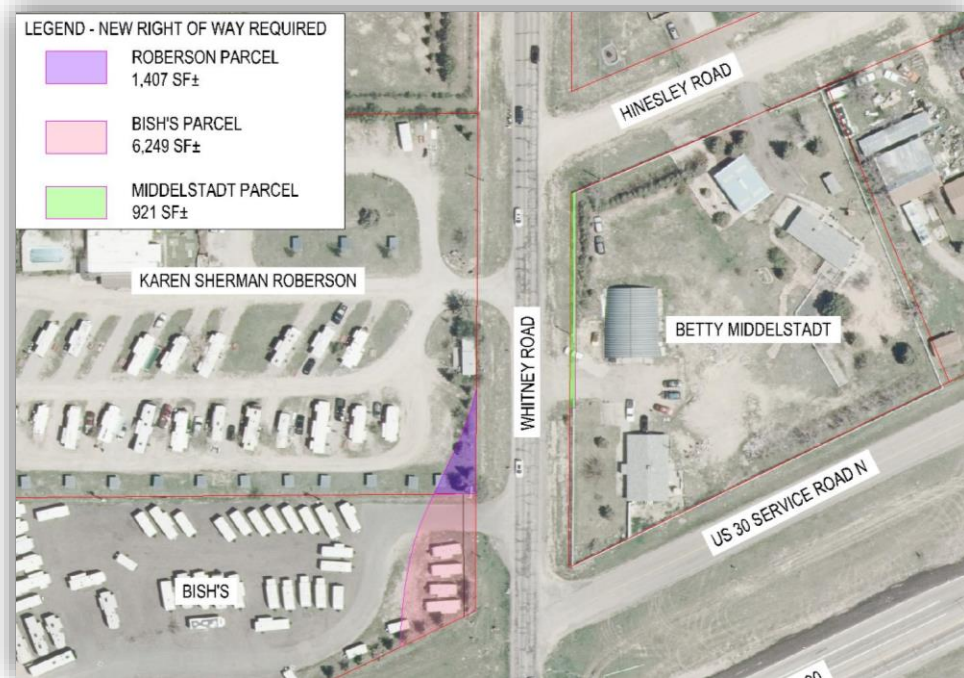 LEGEND - NEW RIGHT OF WAY REQUIRED
ROBERSON PARCEL
1,407 SF±
BISH'S PARCEL
6,249 SF±
MIDDELSTADT PARCEL
921 SF±
HINESLEY ROAD
KAREN SHERMAN ROBERSON
WHITNEY ROAD
BETTY MIDDELSTADT
US 30 SERVICE ROAD N
BISH'S